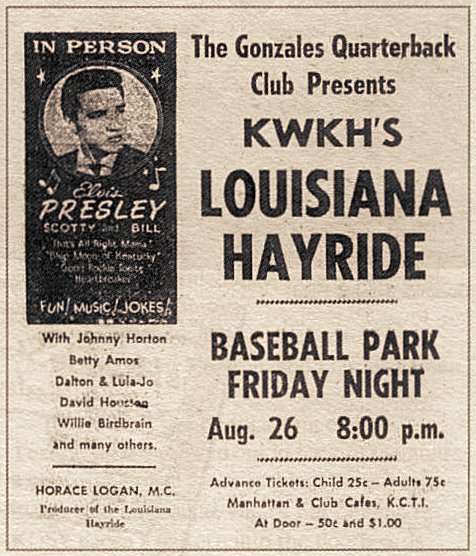 IN PERSON
Elvis
PRESLEY
SCOTTY and BILL
"That's All Right Mama"
"Blue Moon of Kentucky"
"Good Rockin Tonite"
"Heartbreaker"
FUN! MUSIC! JOKES!
With Johnny Horton
Betty Amos
Dalton & Lula-Jo
David Houston
Willie Birdbrain
and many others.
HORACE LOGAN, M.C.
Producer of the Louisiana
Hayride
The Gonzales Quarterback
Club Presents
KWKH'S
LOUISIANA
HAYRIDE
BASEBALL PARK
FRIDAY NIGHT
Aug. 26 8:00 p.m.
Advance Tickets: Child 25c – Adults 75c
Manhattan & Club Cafes, K.C.T.I.
At Door – 50c and $1.00